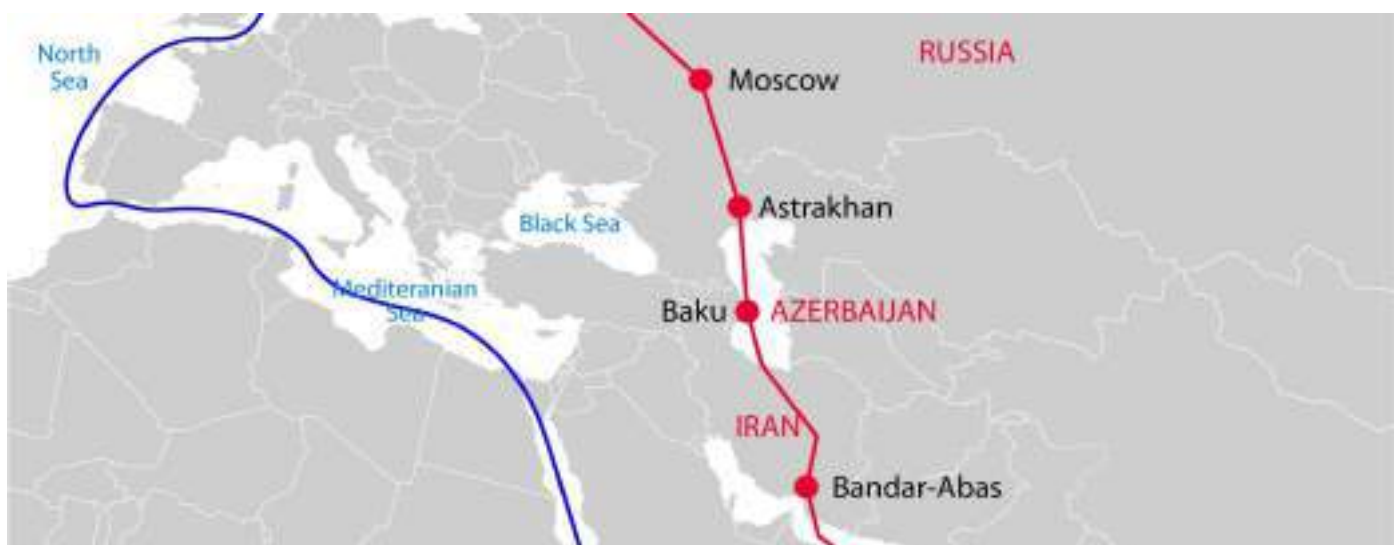 North
Sea
RUSSIA
Moscow
Astrakhan
Black Sea
Mediteranian
Sea
Baku
AZERBAIJAN
IRAN
Bandar-Abas